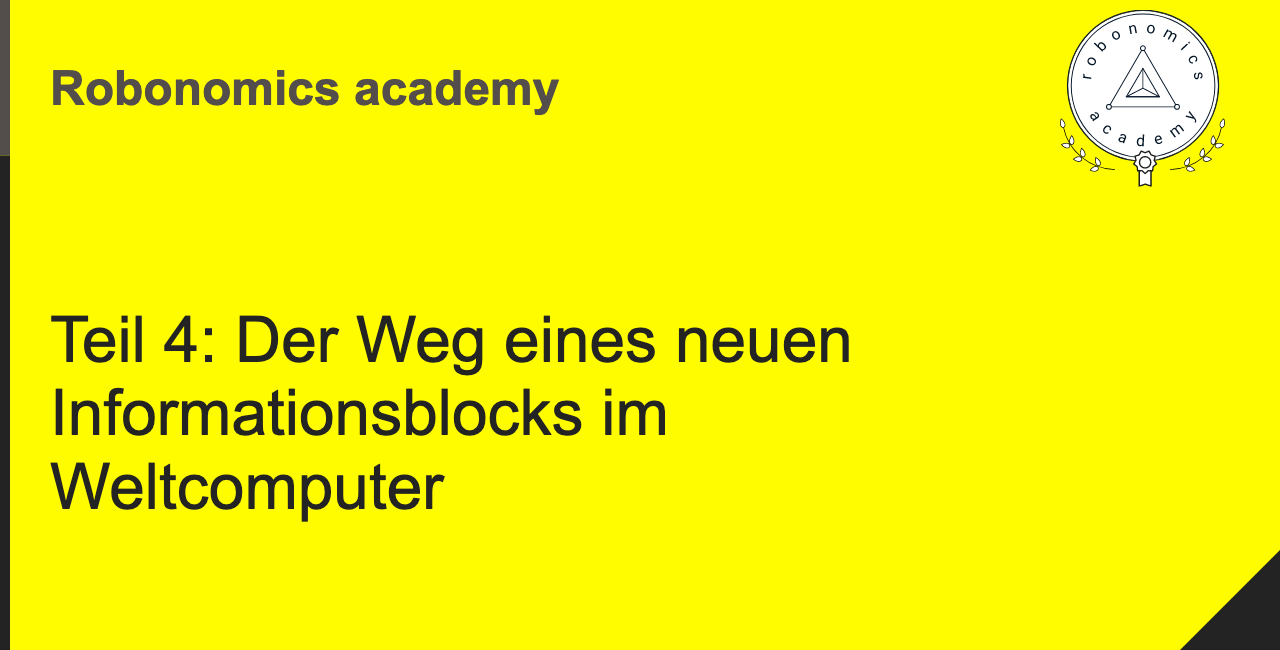 Robonomics academy
robonomics
academy
Teil 4: Der Weg eines neuen
Informationsblocks im
Weltcomputer